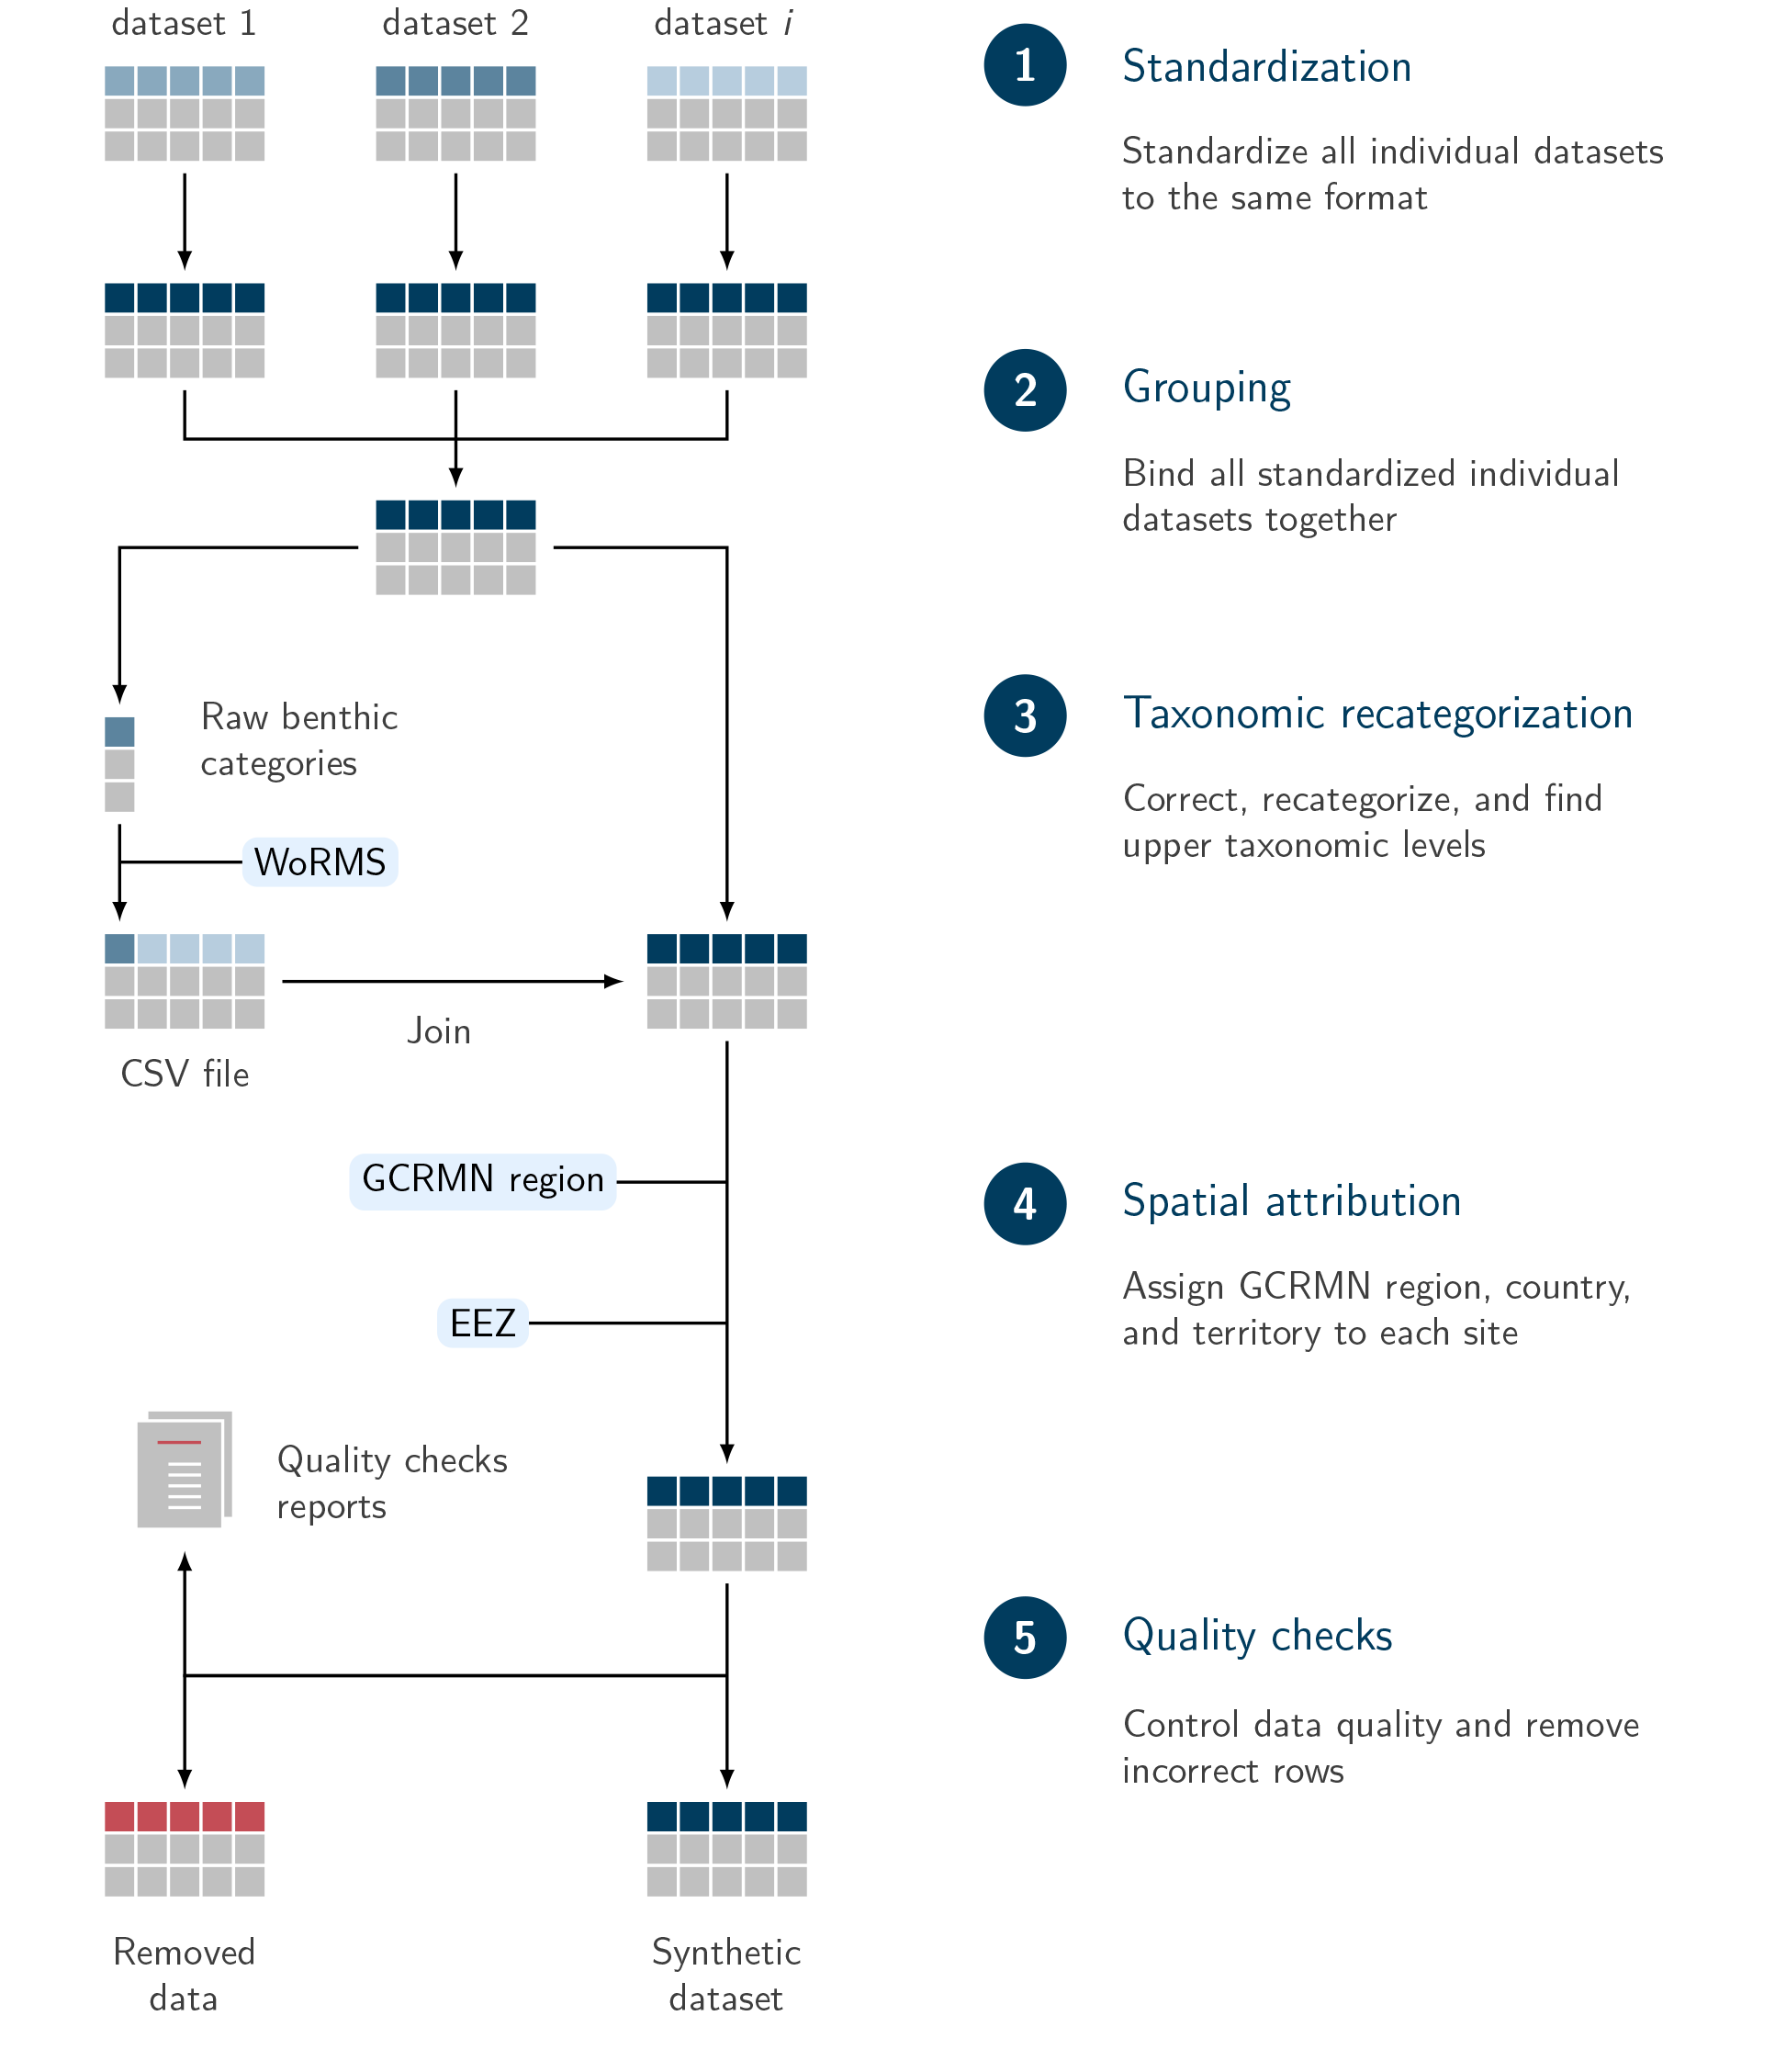 dataset 1
dataset 2
dataset i
1
Standardization
Standardize all individual datasets
to the same format
2
Grouping
Bind all standardized individual
datasets together
3
Taxonomic recategorization
Correct, recategorize, and find
upper taxonomic levels
Raw benthic
categories
WoRMS
Join
CSV file
4
Spatial attribution
Assign GCRMN region, country,
and territory to each site
GCRMN region
EEZ
Quality checks
reports
5
Quality checks
Control data quality and remove
incorrect rows
Removed
data
Synthetic
dataset